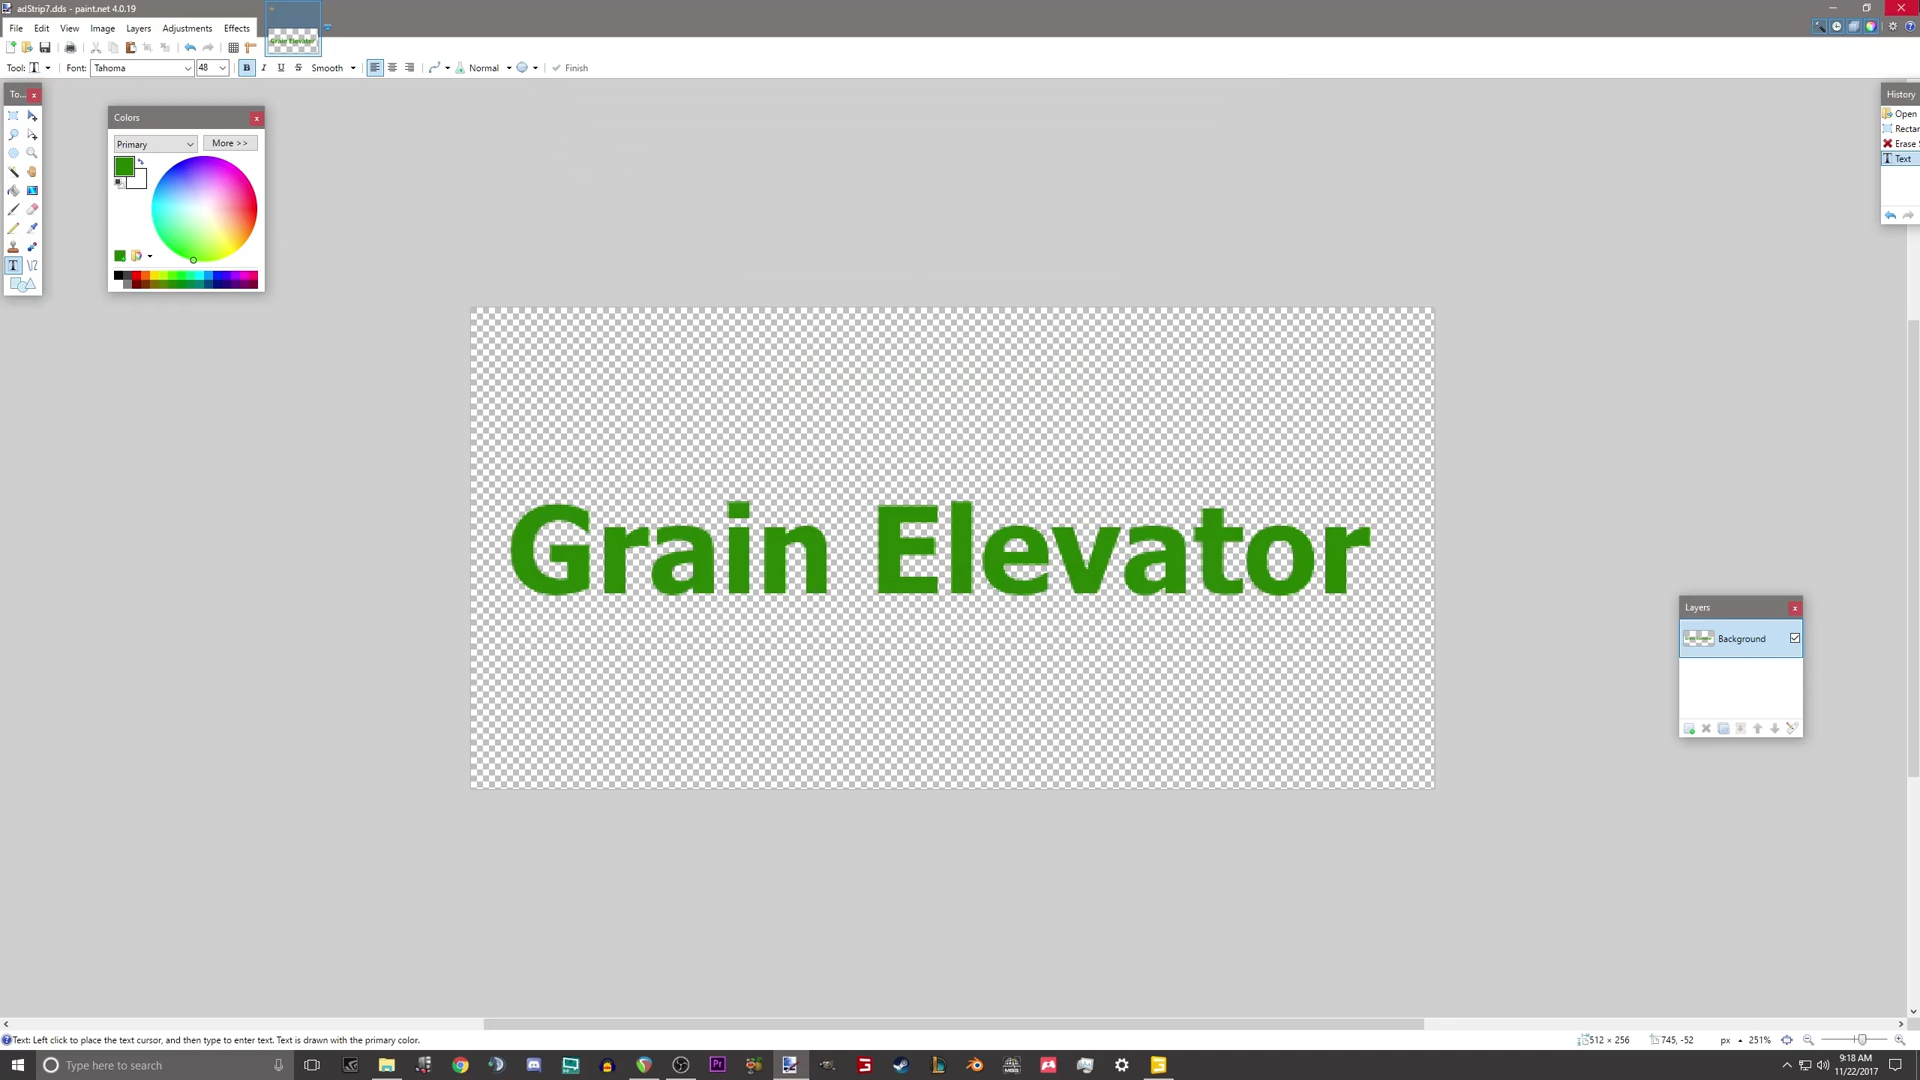 adStrip7.dds - paint.net 4.0.19
File Edit View Image Layers Adjustments Effects
Tool: Font: Tahoma 48 B I U S Smooth Normal Finish
To...
Colors
Primary More >>
History
Open
Rectan
Erase S
Text
Grain Elevator
Layers
Background
Text: Left click to place the text cursor, and then type to enter text. Text is drawn with the primary color.
512 × 256 745, -52 px 251%
Type here to search
9:18 AM
11/22/2017